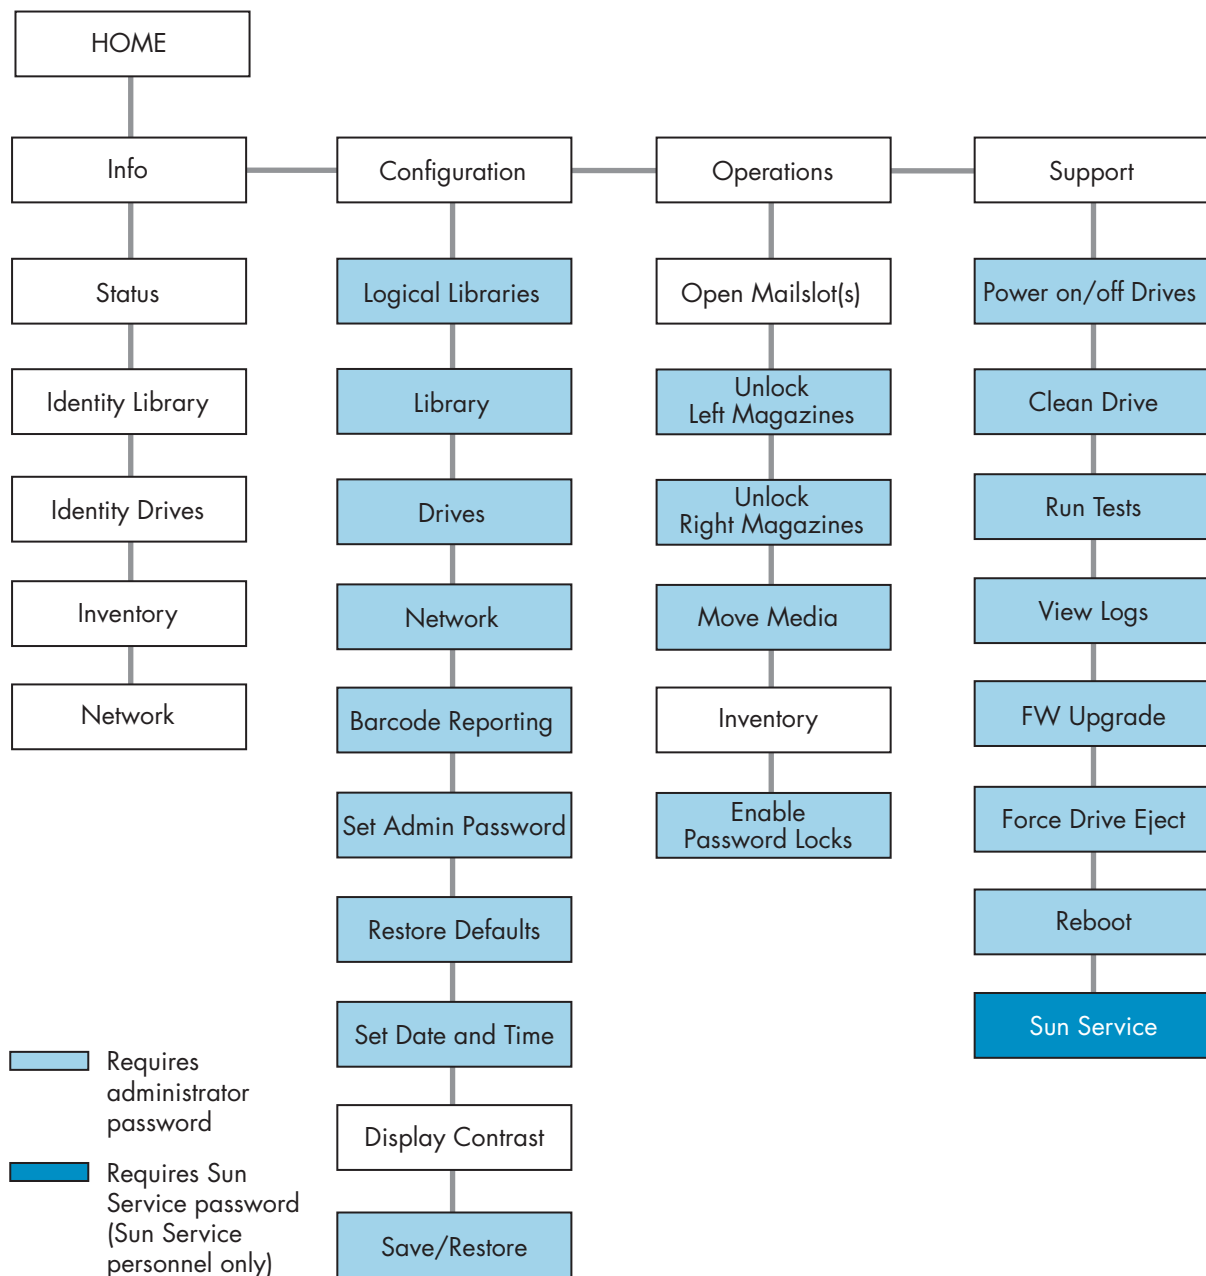 HOME
Info
Configuration
Operations
Support
Status
Identity Library
Identity Drives
Inventory
Network
Logical Libraries
Library
Drives
Network
Barcode Reporting
Set Admin Password
Restore Defaults
Set Date and Time
Display Contrast
Save/Restore
Open Mailslot(s)
Unlock
Left Magazines
Unlock
Right Magazines
Move Media
Inventory
Enable
Password Locks
Power on/off Drives
Clean Drive
Run Tests
View Logs
FW Upgrade
Force Drive Eject
Reboot
Sun Service
Requires
administrator
password
Requires Sun
Service password
(Sun Service
personnel only)